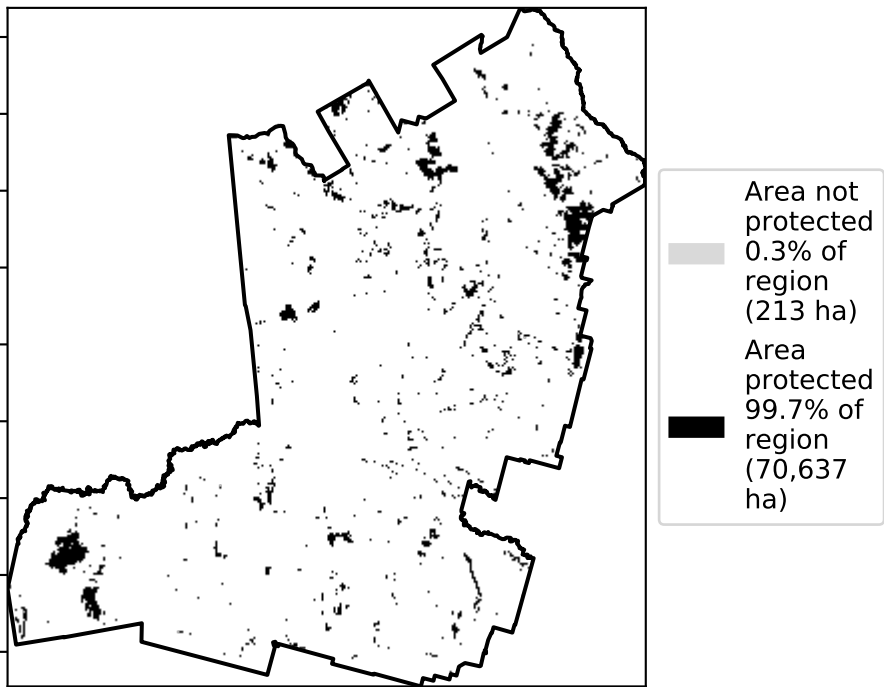 Area not
protected
0.3% of
region
(213 ha)
Area
protected
99.7% of
region
(70,637
ha)